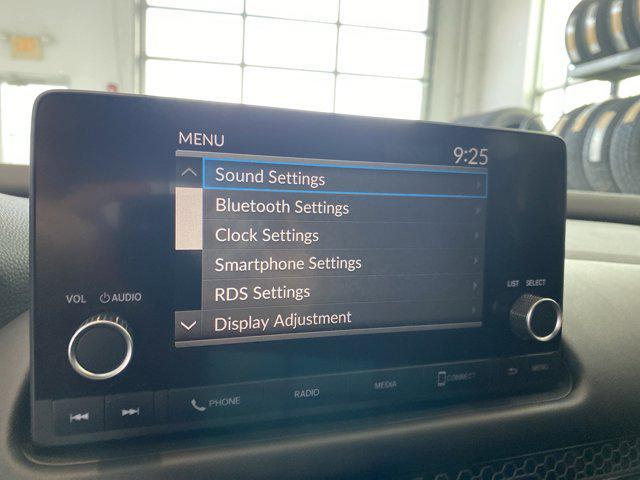 MENU
9:25
Sound Settings
Bluetooth Settings
Clock Settings
Smartphone Settings
RDS Settings
Display Adjustment
VOL AUDIO
LIST SELECT
PHONE RADIO MEDIA CONNECT MENU